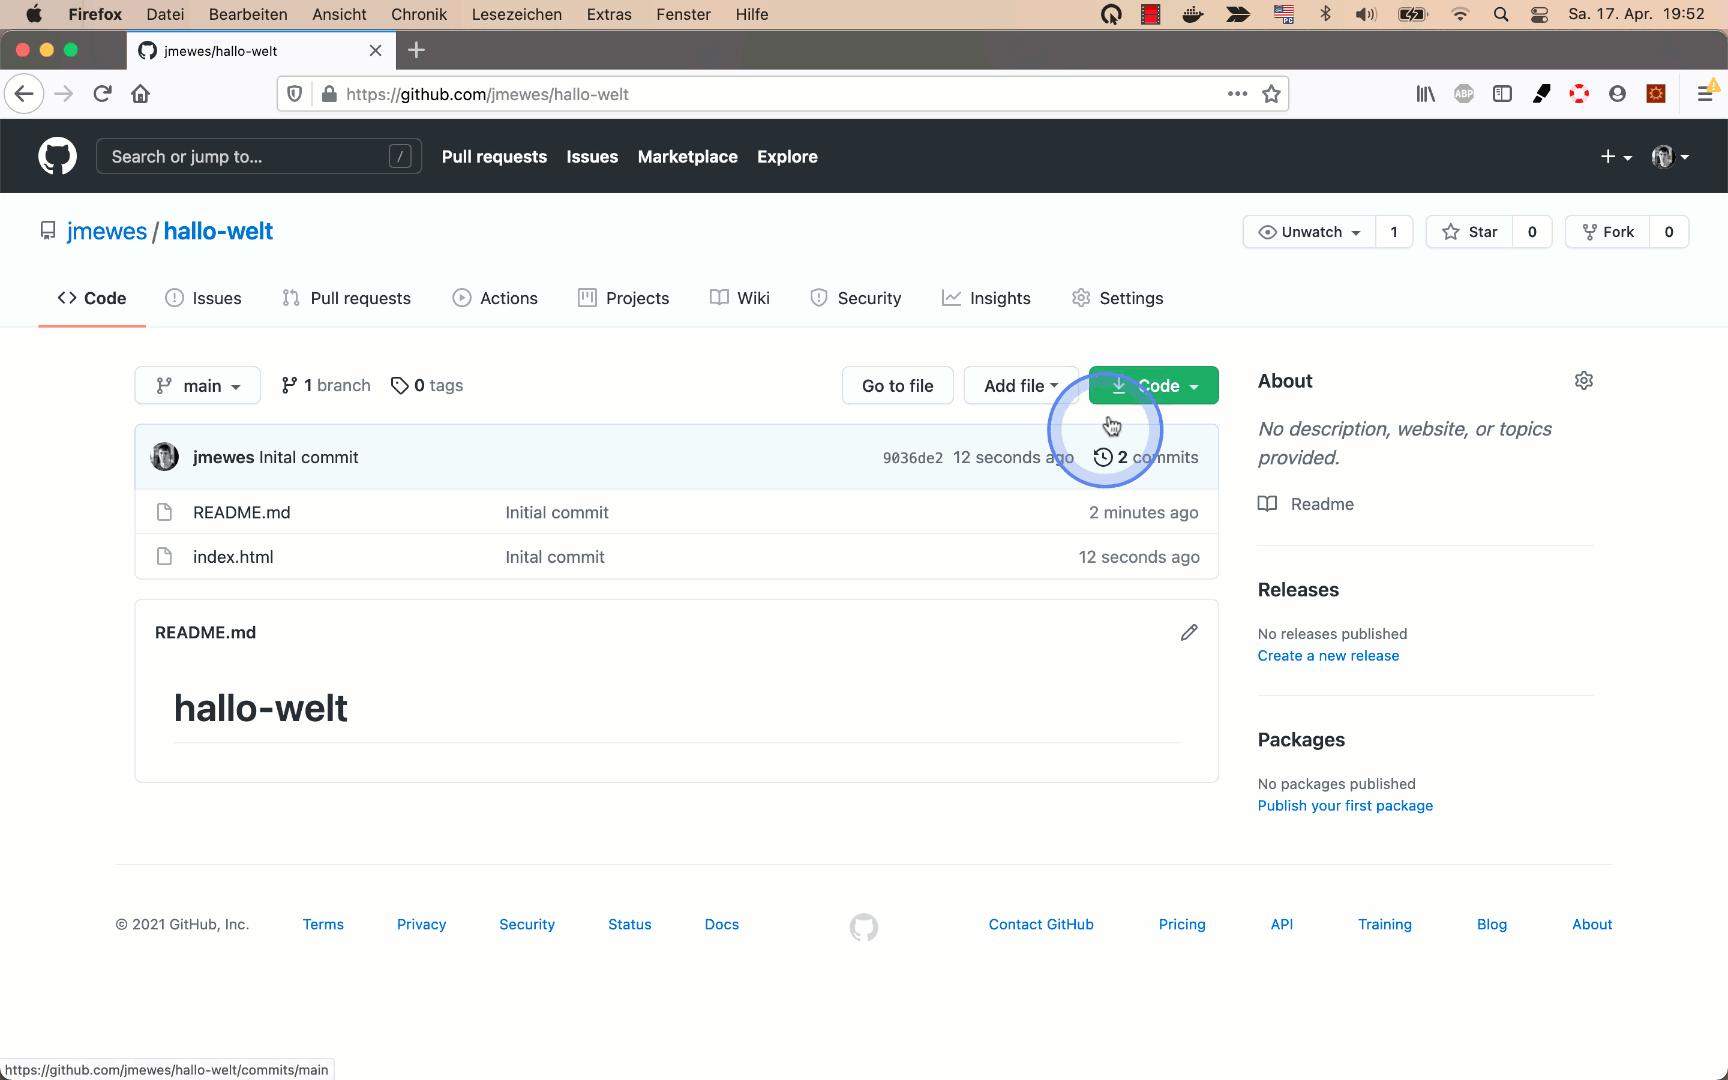 Firefox Datei Bearbeiten Ansicht Chronik Lesezeichen Extras Fenster Hilfe Sa. 17. Apr. 19:52
jmewes/hallo-welt
https://github.com/jmewes/hallo-welt
ABP
Search or jump to... / Pull requests Issues Marketplace Explore
jmewes / hallo-welt Unwatch 1 Star 0 Fork 0
Code Issues Pull requests Actions Projects Wiki Security Insights Settings
main 1 branch 0 tags Go to file Add file Code
jmewes Inital commit 9036de2 12 seconds ago 2 commits
README.md Initial commit 2 minutes ago
index.html Inital commit 12 seconds ago
README.md
hallo-welt
About
No description, website, or topics
provided.
Readme
Releases
No releases published
Create a new release
Packages
No packages published
Publish your first package
© 2021 GitHub, Inc. Terms Privacy Security Status Docs Contact GitHub Pricing API Training Blog About
https://github.com/jmewes/hallo-welt/commits/main